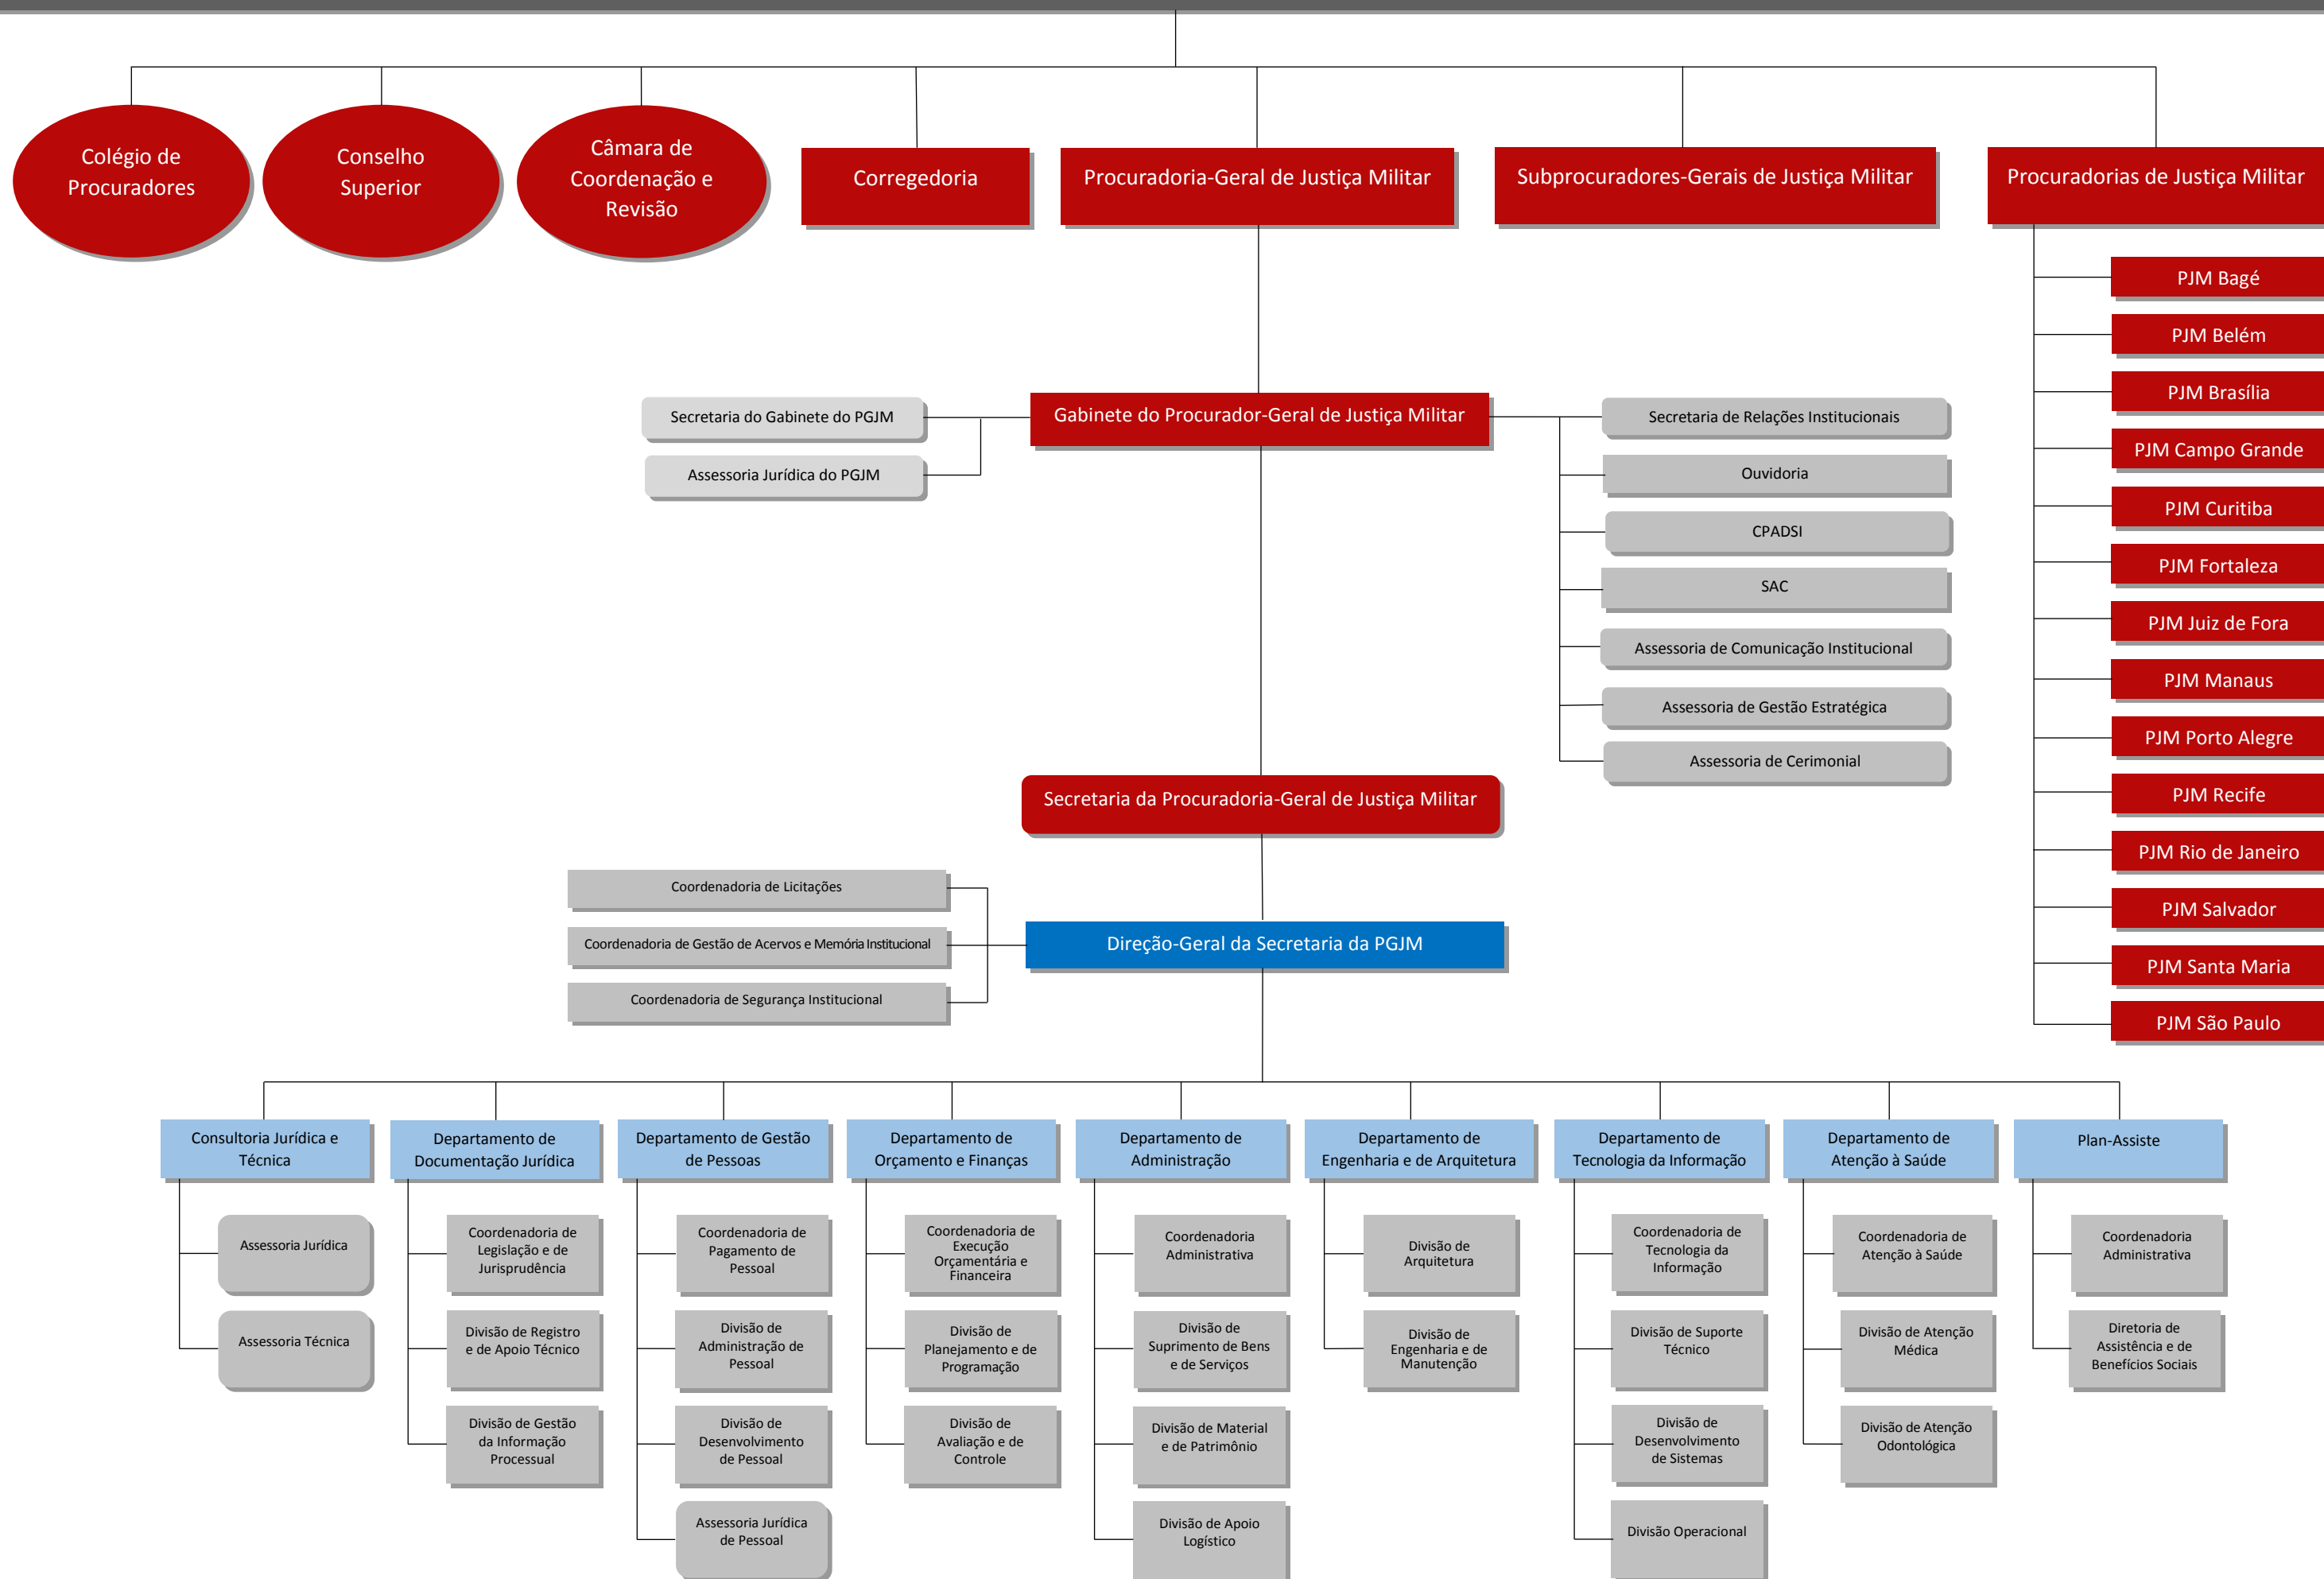 Colégio de
Procuradores
Conselho
Superior
Câmara de
Coordenação e
Revisão
Corregedoria
Procuradoria-Geral de Justiça Militar
Subprocuradores-Gerais de Justiça Militar
Procuradorias de Justiça Militar
PJM Bagé
PJM Belém
PJM Brasília
PJM Campo Grande
PJM Curitiba
PJM Fortaleza
PJM Juiz de Fora
PJM Manaus
PJM Porto Alegre
PJM Recife
PJM Rio de Janeiro
PJM Salvador
PJM Santa Maria
PJM São Paulo
Gabinete do Procurador-Geral de Justiça Militar
Secretaria do Gabinete do PGJM
Assessoria Jurídica do PGJM
Secretaria de Relações Institucionais
Ouvidoria
CPADSI
SAC
Assessoria de Comunicação Institucional
Assessoria de Gestão Estratégica
Assessoria de Cerimonial
Secretaria da Procuradoria-Geral de Justiça Militar
Coordenadoria de Licitações
Coordenadoria de Gestão de Acervos e Memória Institucional
Coordenadoria de Segurança Institucional
Direção-Geral da Secretaria da PGJM
Consultoria Jurídica e
Técnica
Assessoria Jurídica
Assessoria Técnica
Departamento de
Documentação Jurídica
Coordenadoria de
Legislação e de
Jurisprudência
Divisão de Registro
e de Apoio Técnico
Divisão de Gestão
da Informação
Processual
Departamento de Gestão
de Pessoas
Coordenadoria de
Pagamento de
Pessoal
Divisão de
Administração de
Pessoal
Divisão de
Desenvolvimento
de Pessoal
Assessoria Jurídica
de Pessoal
Departamento de
Orçamento e Finanças
Coordenadoria de
Execução
Orçamentária e
Financeira
Divisão de
Planejamento e de
Programação
Divisão de
Avaliação e de
Controle
Departamento de
Administração
Coordenadoria
Administrativa
Divisão de
Suprimento de Bens
e de Serviços
Divisão de Material
e de Patrimônio
Divisão de Apoio
Logístico
Departamento de
Engenharia e de Arquitetura
Divisão de
Arquitetura
Divisão de
Engenharia e de
Manutenção
Departamento de
Tecnologia da Informação
Coordenadoria de
Tecnologia da
Informação
Divisão de Suporte
Técnico
Divisão de
Desenvolvimento
de Sistemas
Divisão Operacional
Departamento de
Atenção à Saúde
Coordenadoria de
Atenção à Saúde
Divisão de Atenção
Médica
Divisão de Atenção
Odontológica
Plan-Assiste
Coordenadoria
Administrativa
Diretoria de
Assistência e de
Benefícios Sociais